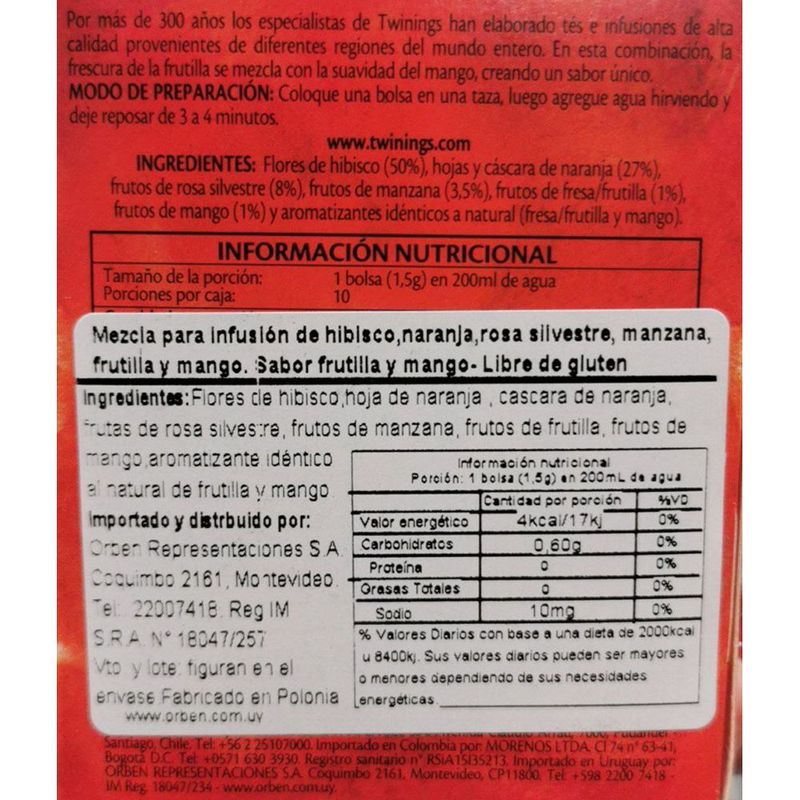 Por más de 300 años los especialistas de Twinings han elaborado tés e infusiones de alta
calidad provenientes de diferentes regiones del mundo entero. En esta combinación, la
frescura de la frutilla se mezcla con la suavidad del mango, creando un sabor único.
MODO DE PREPARACIÓN: Coloque una bolsa en una taza, luego agregue agua hirviendo y
deje reposar de 3 a 4 minutos.
www.twinings.com
INGREDIENTES: Flores de hibisco (50%), hojas y cáscara de naranja (27%),
frutos de rosa silvestre (8%), frutos de manzana (3,5%), frutos de fresa/frutilla (1%),
frutos de mango (1%) y aromatizantes idénticos a natural (fresa/frutilla y mango).
INFORMACIÓN NUTRICIONAL
Tamaño de la porción: 1 bolsa (1,5g) en 200ml de agua
Porciones por caja: 10
Mezcla para infusión de hibisco,naranja,rosa silvestre, manzana,
frutilla y mango. Sabor frutilla y mango- Libre de gluten
Ingredientes:Flores de hibisco,hoja de naranja , cascara de naranja,
frutas de rosa silvestre, frutos de manzana, frutos de frutilla, frutos de
mango,aromatizante idéntico
al natural de frutilla y mango
Importado y distrbuido por:
Orben Representaciones S.A.
Coquimbo 2161, Montevideo.
Tel: 22007418. Reg IM
S.R.A. N° 18047/257
Vto y lote: figuran en el
envase Fabricado en Polonia
www.orben.com.uy
Información nutricional
Porción: 1 bolsa (1,5g) en 200mL de agua
Cantidad por porción %VD
Valor energético 4kcal/17kj 0%
Carbohidratos 0,60g 0%
Proteína 0 0%
Grasas Totales 0 0%
Sodio 10mg 0%
% Valores Diarios con base a una dieta de 2000kcal
u 8400kj. Sus valores diarios pueden ser mayores
o menores dependiendo de sus necesidades
energéticas.
Santiago, Chile. Tel: +56 2 25107000. Importado en Colombia por: MORENOS LTDA. Cl 74 n° 63-41,
Bogotá D.C. Tel: +0571 630 3930. Registro sanitario n° RSiA15I35213. Importado en Uruguay por:
ORBEN REPRESENTACIONES S.A. Coquimbo 2161, Montevideo, CP11800. Tel: +598 2200 7418 -
IM Reg. 18047/234 - www.orben.com.uy.